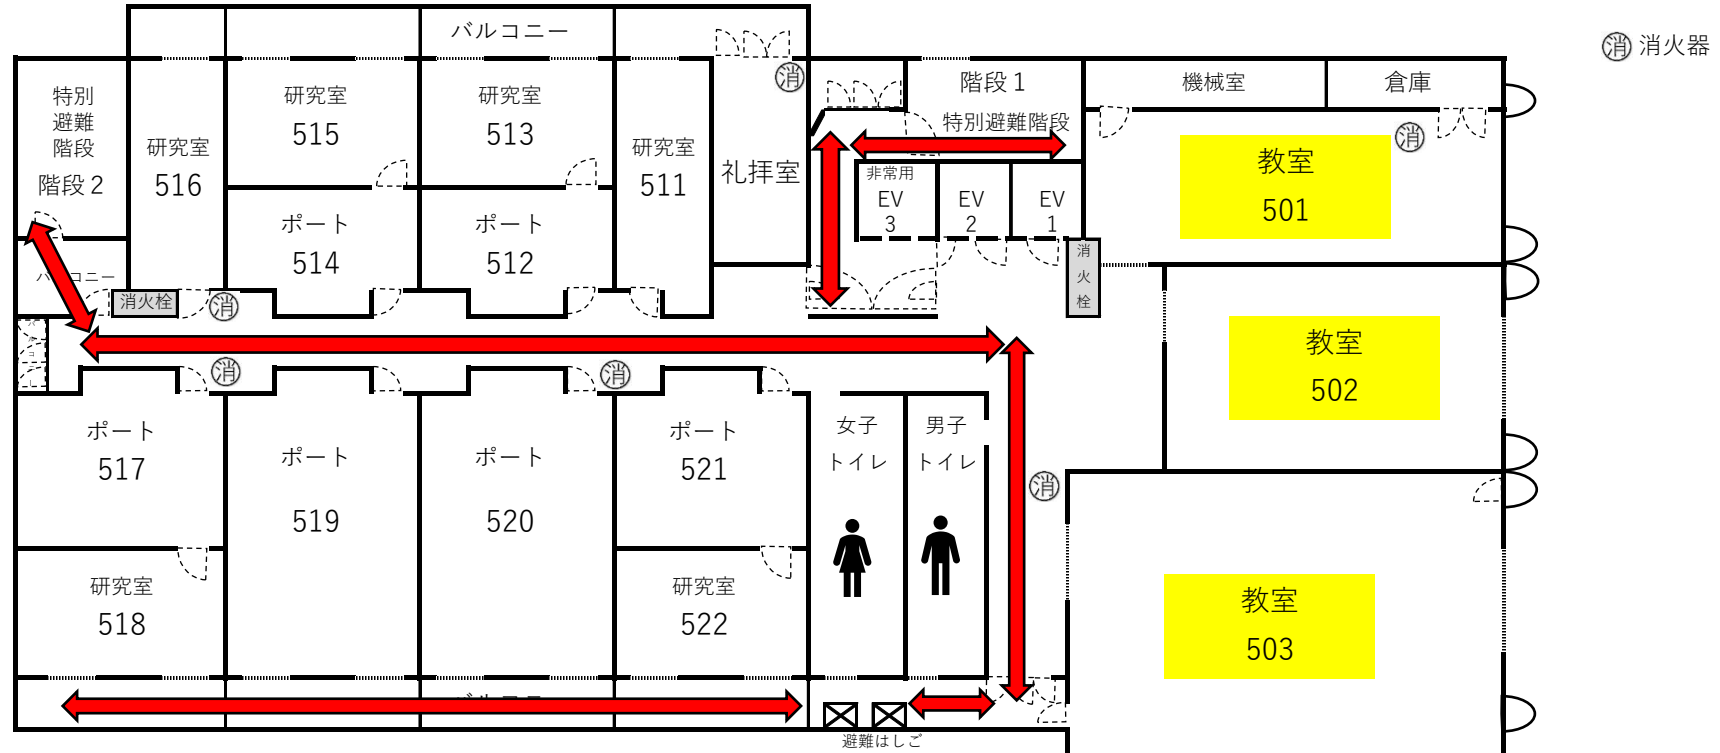 バルコニー
消 消火器
特別
避難
階段
階段２
研究室
516
研究室
515
研究室
513
研究室
511
礼拝室
消
階段１
特別避難階段
機械室
倉庫
消
教室
501
ポート
514
ポート
512
非常用
EV
3
EV
2
EV
1
消
火
栓
バルコニー
消火栓
消
教室
502
消
消
ポート
517
ポート
519
ポート
520
ポート
521
女子
トイレ
男子
トイレ
消
研究室
518
研究室
522
教室
503
避難はしご